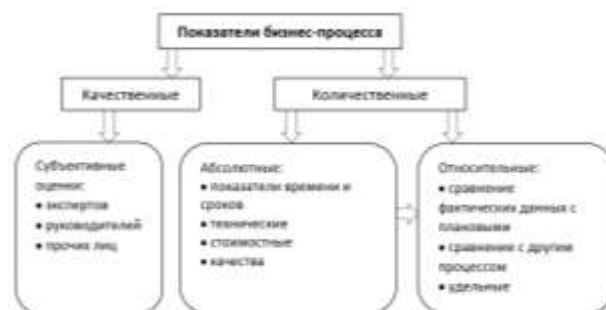 Показатели бизнес-процесса
Качественные
Количественные
Субъективные
оценки:
• экспертов
• руководителей
• прочих лиц
Абсолютные:
• показатели времени и
сроков
• технические
• стоимостные
• качества
Относительные:
• сравнение
фактических данных с
плановыми
• сравнение с другим
процессом
• удельные